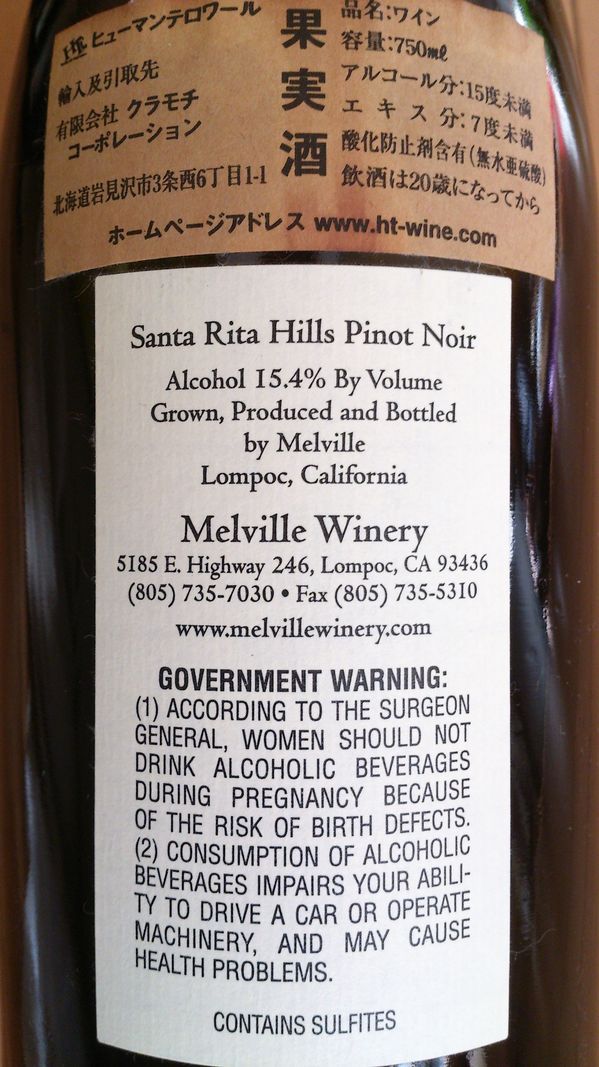 ヒューマンテロワール
輸入及引取先
有限会社 クラモチ
コーポレーション
北海道岩見沢市3条西6丁目1-1
果実酒
品名:ワイン
容量:750ml
アルコール分:15度未満
エキス分:7度未満
酸化防止剤含有(無水亜硫酸)
飲酒は20歳になってから
ホームページアドレス www.ht-wine.com
Santa Rita Hills Pinot Noir
Alcohol 15.4% By Volume
Grown, Produced and Bottled
by Melville
Lompoc, California
Melville Winery
5185 E. Highway 246, Lompoc, CA 93436
(805) 735-7030 • Fax (805) 735-5310
www.melvillewinery.com
GOVERNMENT WARNING:
(1) ACCORDING TO THE SURGEON
GENERAL, WOMEN SHOULD NOT
DRINK ALCOHOLIC BEVERAGES
DURING PREGNANCY BECAUSE
OF THE RISK OF BIRTH DEFECTS.
(2) CONSUMPTION OF ALCOHOLIC
BEVERAGES IMPAIRS YOUR ABILI-
TY TO DRIVE A CAR OR OPERATE
MACHINERY, AND MAY CAUSE
HEALTH PROBLEMS.
CONTAINS SULFITES